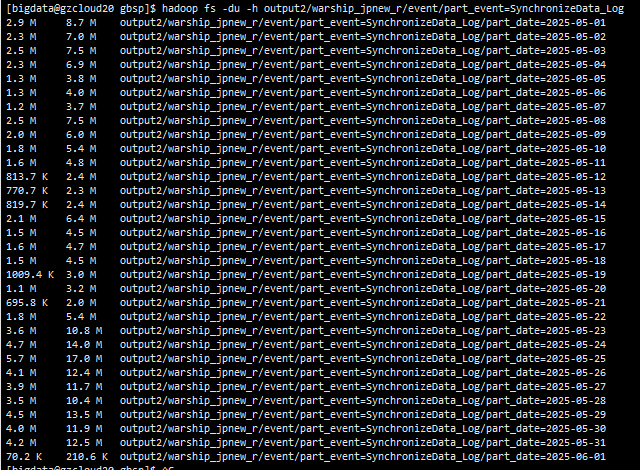 [bigdata@gzcloud20 gbsp]$ hadoop fs -du -h output2/warship_jpnew_r/event/part_event=SynchronizeData_Log
2.9 M 8.7 M output2/warship_jpnew_r/event/part_event=SynchronizeData_Log/part_date=2025-05-01
2.3 M 7.0 M output2/warship_jpnew_r/event/part_event=SynchronizeData_Log/part_date=2025-05-02
2.5 M 7.5 M output2/warship_jpnew_r/event/part_event=SynchronizeData_Log/part_date=2025-05-03
2.3 M 6.9 M output2/warship_jpnew_r/event/part_event=SynchronizeData_Log/part_date=2025-05-04
1.3 M 3.8 M output2/warship_jpnew_r/event/part_event=SynchronizeData_Log/part_date=2025-05-05
1.3 M 4.0 M output2/warship_jpnew_r/event/part_event=SynchronizeData_Log/part_date=2025-05-06
1.2 M 3.7 M output2/warship_jpnew_r/event/part_event=SynchronizeData_Log/part_date=2025-05-07
2.5 M 7.5 M output2/warship_jpnew_r/event/part_event=SynchronizeData_Log/part_date=2025-05-08
2.0 M 6.0 M output2/warship_jpnew_r/event/part_event=SynchronizeData_Log/part_date=2025-05-09
1.8 M 5.4 M output2/warship_jpnew_r/event/part_event=SynchronizeData_Log/part_date=2025-05-10
1.6 M 4.8 M output2/warship_jpnew_r/event/part_event=SynchronizeData_Log/part_date=2025-05-11
813.7 K 2.4 M output2/warship_jpnew_r/event/part_event=SynchronizeData_Log/part_date=2025-05-12
770.7 K 2.3 M output2/warship_jpnew_r/event/part_event=SynchronizeData_Log/part_date=2025-05-13
819.7 K 2.4 M output2/warship_jpnew_r/event/part_event=SynchronizeData_Log/part_date=2025-05-14
2.1 M 6.4 M output2/warship_jpnew_r/event/part_event=SynchronizeData_Log/part_date=2025-05-15
1.5 M 4.5 M output2/warship_jpnew_r/event/part_event=SynchronizeData_Log/part_date=2025-05-16
1.6 M 4.7 M output2/warship_jpnew_r/event/part_event=SynchronizeData_Log/part_date=2025-05-17
1.5 M 4.5 M output2/warship_jpnew_r/event/part_event=SynchronizeData_Log/part_date=2025-05-18
1009.4 K 3.0 M output2/warship_jpnew_r/event/part_event=SynchronizeData_Log/part_date=2025-05-19
1.1 M 3.2 M output2/warship_jpnew_r/event/part_event=SynchronizeData_Log/part_date=2025-05-20
695.8 K 2.0 M output2/warship_jpnew_r/event/part_event=SynchronizeData_Log/part_date=2025-05-21
1.8 M 5.4 M output2/warship_jpnew_r/event/part_event=SynchronizeData_Log/part_date=2025-05-22
3.6 M 10.8 M output2/warship_jpnew_r/event/part_event=SynchronizeData_Log/part_date=2025-05-23
4.7 M 14.0 M output2/warship_jpnew_r/event/part_event=SynchronizeData_Log/part_date=2025-05-24
5.7 M 17.0 M output2/warship_jpnew_r/event/part_event=SynchronizeData_Log/part_date=2025-05-25
4.1 M 12.4 M output2/warship_jpnew_r/event/part_event=SynchronizeData_Log/part_date=2025-05-26
3.9 M 11.7 M output2/warship_jpnew_r/event/part_event=SynchronizeData_Log/part_date=2025-05-27
3.5 M 10.4 M output2/warship_jpnew_r/event/part_event=SynchronizeData_Log/part_date=2025-05-28
4.5 M 13.5 M output2/warship_jpnew_r/event/part_event=SynchronizeData_Log/part_date=2025-05-29
4.0 M 11.9 M output2/warship_jpnew_r/event/part_event=SynchronizeData_Log/part_date=2025-05-30
4.2 M 12.5 M output2/warship_jpnew_r/event/part_event=SynchronizeData_Log/part_date=2025-05-31
70.2 K 210.6 K output2/warship_jpnew_r/event/part_event=SynchronizeData_Log/part_date=2025-06-01
[bigdata@gzcloud20 gbsp]$ ^C